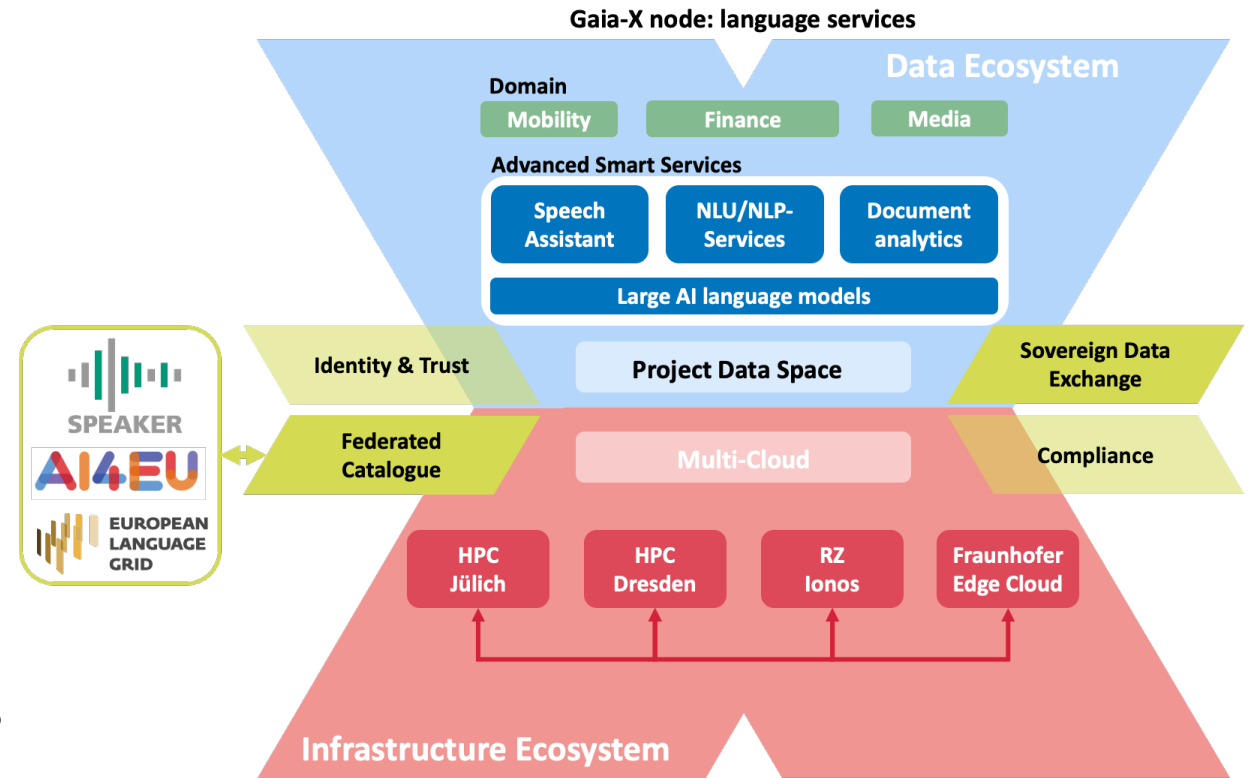 Gaia-X node: language services
Data Ecosystem
Domain
Mobility
Finance
Media
Advanced Smart Services
Speech
Assistant
NLU/NLP-
Services
Document
analytics
Large AI language models
Identity & Trust
Project Data Space
Sovereign Data
Exchange
SPEAKER
AI4EU
EUROPEAN
LANGUAGE
GRID
Federated
Catalogue
Multi-Cloud
Compliance
HPC
Jülich
HPC
Dresden
RZ
Ionos
Fraunhofer
Edge Cloud
Infrastructure Ecosystem